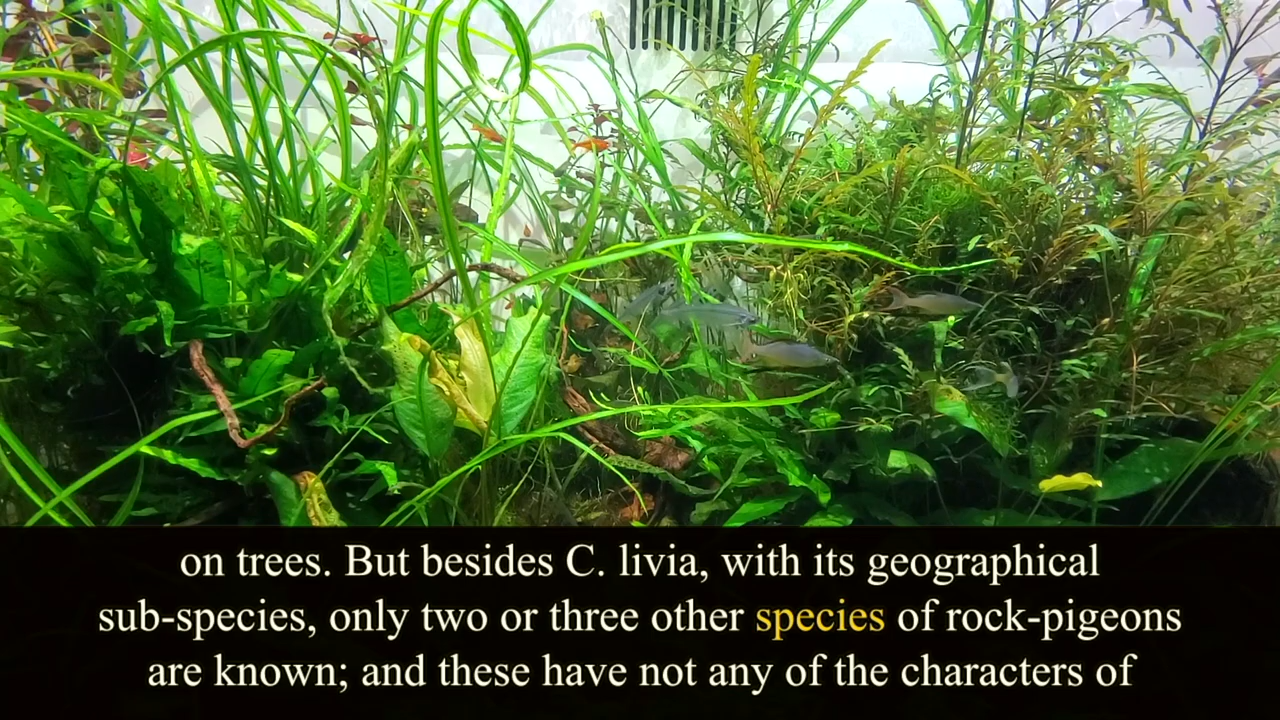 on trees. But besides C. livia, with its geographical
sub-species, only two or three other species of rock-pigeons
are known; and these have not any of the characters of